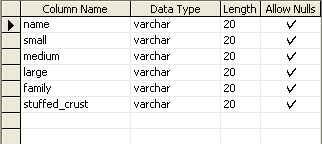 Column Name Data Type Length Allow Nulls
name varchar 20
small varchar 20
medium varchar 20
large varchar 20
family varchar 20
stuffed_crust varchar 20